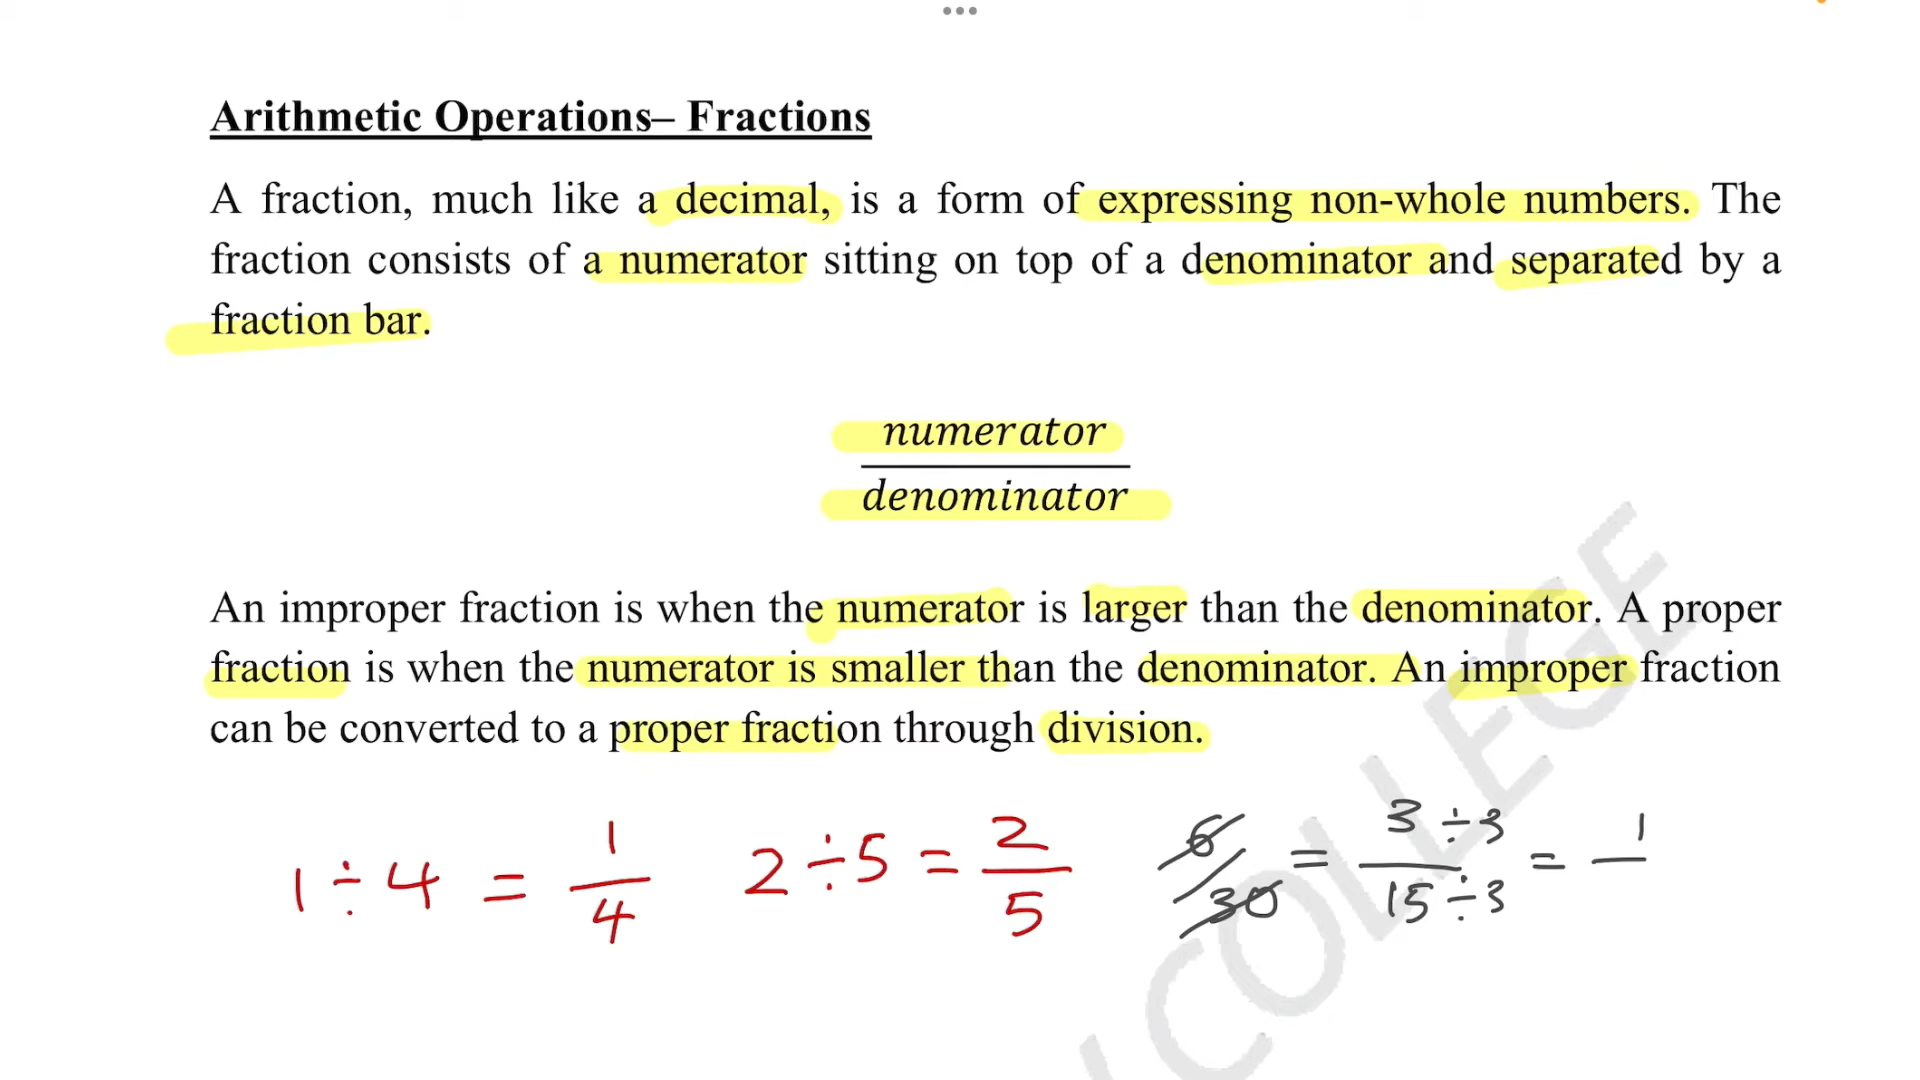 Arithmetic Operations– Fractions
A fraction, much like a decimal, is a form of expressing non-whole numbers. The
fraction consists of a numerator sitting on top of a denominator and separated by a
fraction bar.
numerator
denominator
An improper fraction is when the numerator is larger than the denominator. A proper
fraction is when the numerator is smaller than the denominator. An improper fraction
can be converted to a proper fraction through division.
1 ÷ 4 = 1/4 2 ÷ 5 = 2/5 6/30 = 3 ÷ 3 / 15 ÷ 3 = 1/
COLLEGE